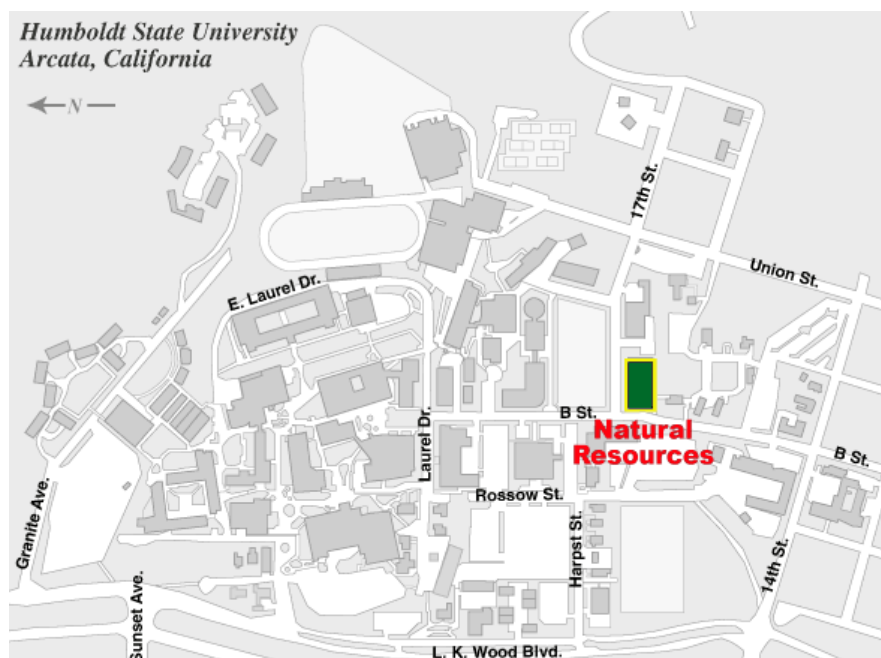 Humboldt State University
Arcata, California
N
17th St.
Union St.
E. Laurel Dr.
B St.
Natural
Resources
Laurel Dr.
B St.
Rossow St.
Granite Ave.
Harpst St.
14th St.
Sunset Ave.
L. K. Wood Blvd.